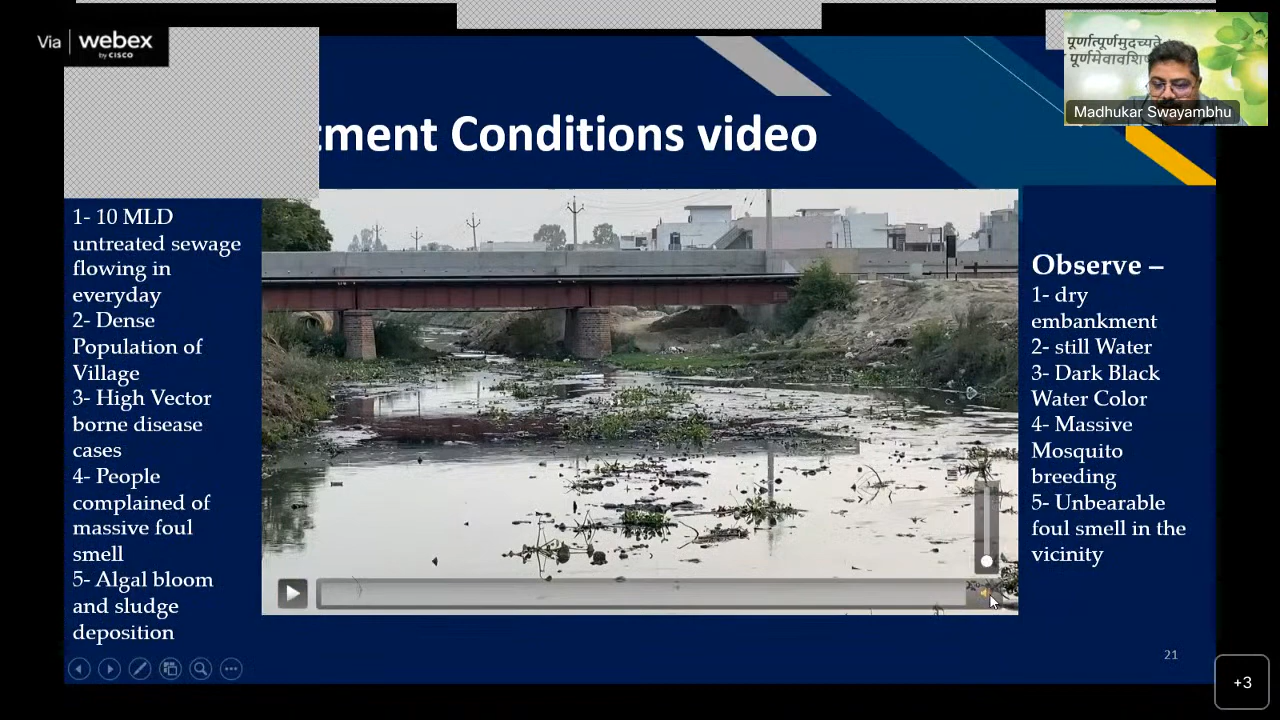 Via webex
by CISCO
पूर्णात्पूर्णमुदच्यते
पूर्णमेवावशि
Madhukar Swayambhu
tment Conditions video
1- 10 MLD
untreated sewage
flowing in
everyday
2- Dense
Population of
Village
3- High Vector
borne disease
cases
4- People
complained of
massive foul
smell
5- Algal bloom
and sludge
deposition
Observe –
1- dry
embankment
2- still Water
3- Dark Black
Water Color
4- Massive
Mosquito
breeding
5- Unbearable
foul smell in the
vicinity
21
+3